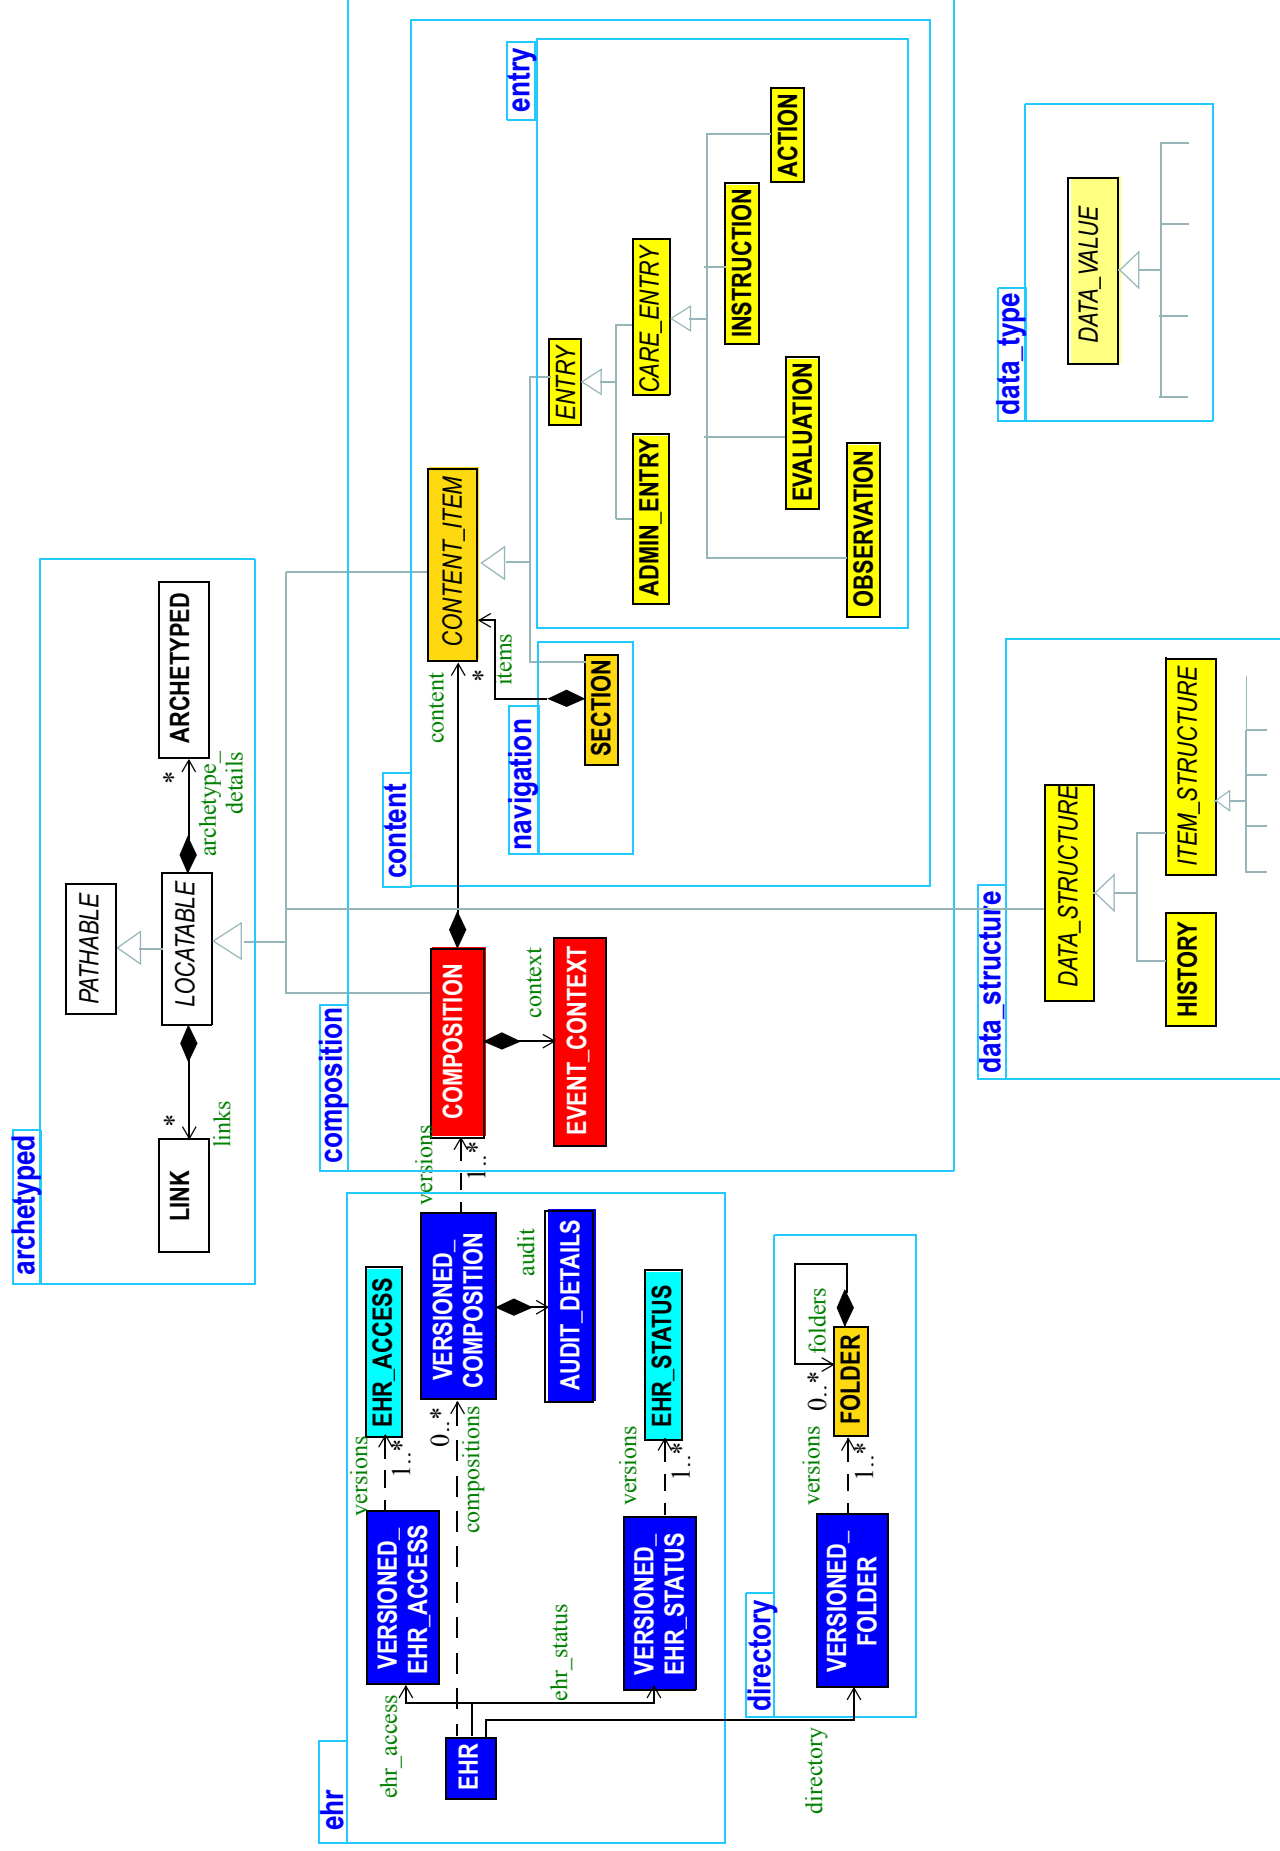 archetyped
PATHABLE
LINK
*
links
LOCATABLE
*
archetype_
details
ARCHETYPED
ehr
EHR
ehr_access
VERSIONED_
EHR_ACCESS
versions
1..*
EHR_ACCESS
compositions
0..*
VERSIONED_
COMPOSITION
versions
1..*
audit
AUDIT_DETAILS
ehr_status
VERSIONED_
EHR_STATUS
versions
1..*
EHR_STATUS
directory
directory
VERSIONED_
FOLDER
versions
1..*
FOLDER
0..*
folders
composition
COMPOSITION
context
EVENT_CONTEXT
content
content
*
CONTENT_ITEM
items
navigation
SECTION
entry
ENTRY
ADMIN_ENTRY
CARE_ENTRY
OBSERVATION
EVALUATION
INSTRUCTION
ACTION
data_structure
DATA_STRUCTURE
HISTORY
ITEM_STRUCTURE
data_type
DATA_VALUE